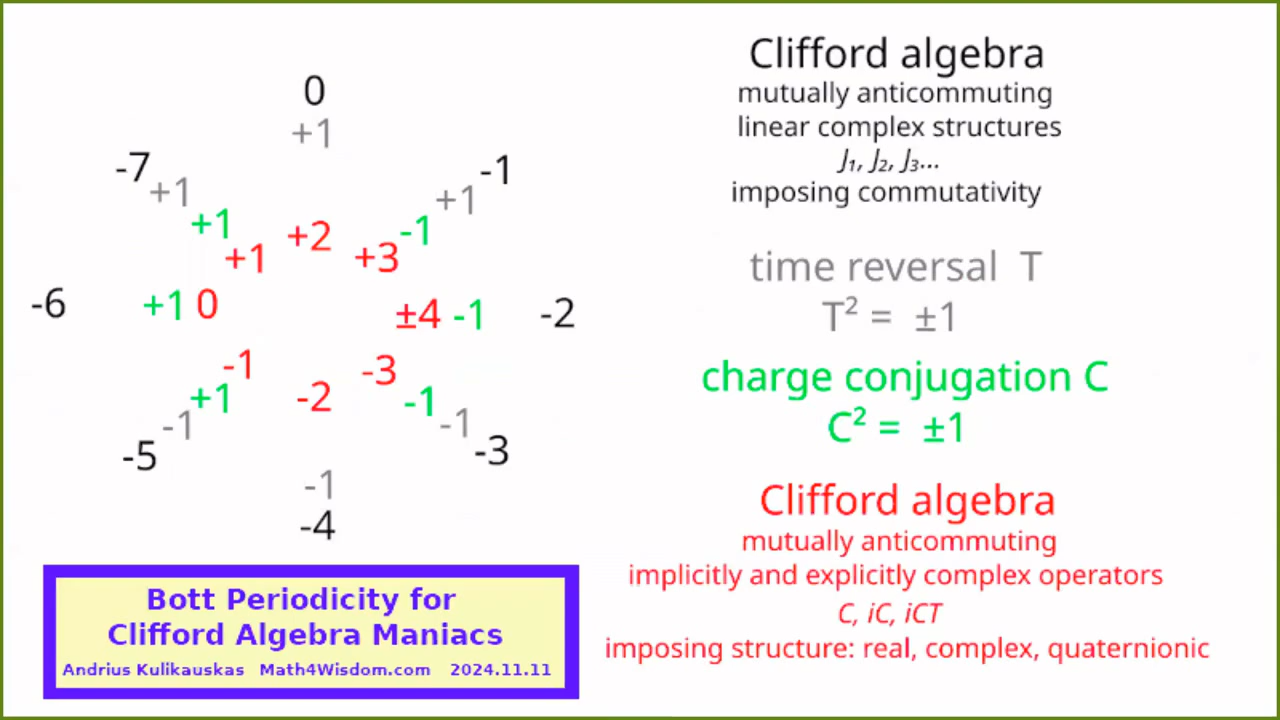 0
+1
-7
+1
+1
+1
+2
+3
-1
+1
-1
-6
+1 0
±4 -1
-2
-1
+1
-1
-5
-2
-3
-1
-1
-3
-1
-4
Clifford algebra
mutually anticommuting
linear complex structures
J₁, J₂, J₃...
imposing commutativity
time reversal T
T² = ±1
charge conjugation C
C² = ±1
Clifford algebra
mutually anticommuting
implicitly and explicitly complex operators
C, iC, iCT
imposing structure: real, complex, quaternionic
Bott Periodicity for
Clifford Algebra Maniacs
Andrius Kulikauskas Math4Wisdom.com 2024.11.11